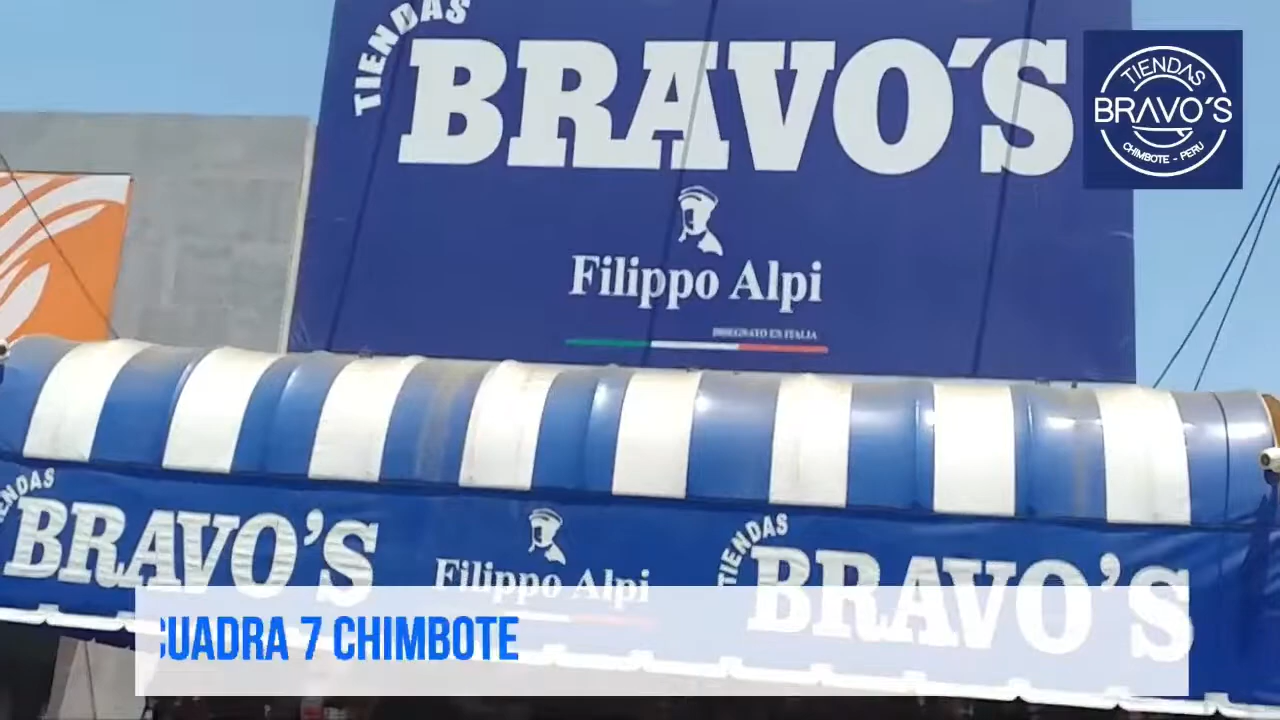 TIENDAS
BRAVO'S
Filippo Alpi
DISEGNATO EN ITALIA
TIENDAS
BRAVO'S
CHIMBOTE - PERU
TIENDAS
BRAVO'S
Filippo Alpi
TIENDAS
BRAVO'S
CUADRA 7 CHIMBOTE